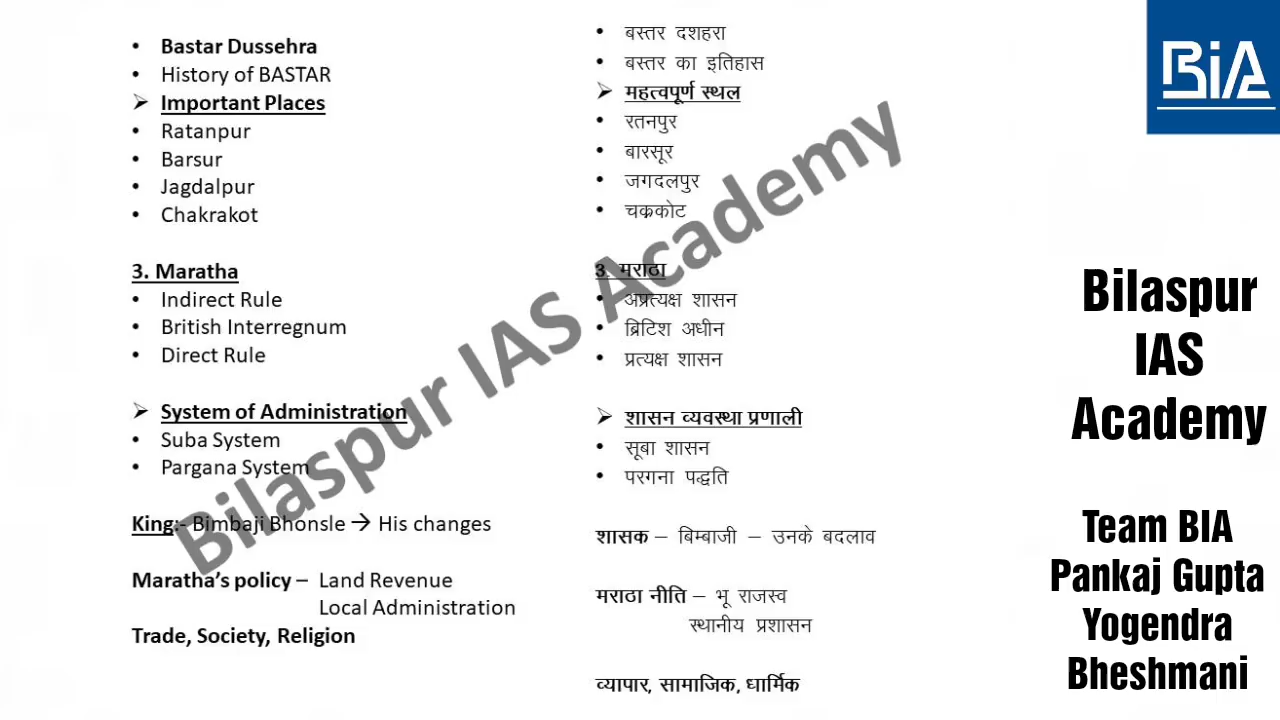 • Bastar Dussehra
• History of BASTAR
➢ Important Places
• Ratanpur
• Barsur
• Jagdalpur
• Chakrakot
3. Maratha
• Indirect Rule
• British Interregnum
• Direct Rule
➢ System of Administration
• Suba System
• Pargana System
King:- Bimbaji Bhonsle → His changes
Maratha's policy – Land Revenue
Local Administration
Trade, Society, Religion
• बस्तर दशहरा
• बस्तर का इतिहास
➢ महत्वपूर्ण स्थल
• रतनपुर
• बारसूर
• जगदलपुर
• चक्रकोट
3. मराठा
• अप्रत्यक्ष शासन
• ब्रिटिश अधीन
• प्रत्यक्ष शासन
➢ शासन व्यवस्था प्रणाली
• सूबा शासन
• परगना पद्धति
शासक – बिम्बाजी – उनके बदलाव
मराठा नीति – भू राजस्व
स्थानीय प्रशासन
व्यापार, सामाजिक, धार्मिक
Bilaspur IAS Academy
BiA
Bilaspur
IAS
Academy
Team BIA
Pankaj Gupta
Yogendra
Bheshmani